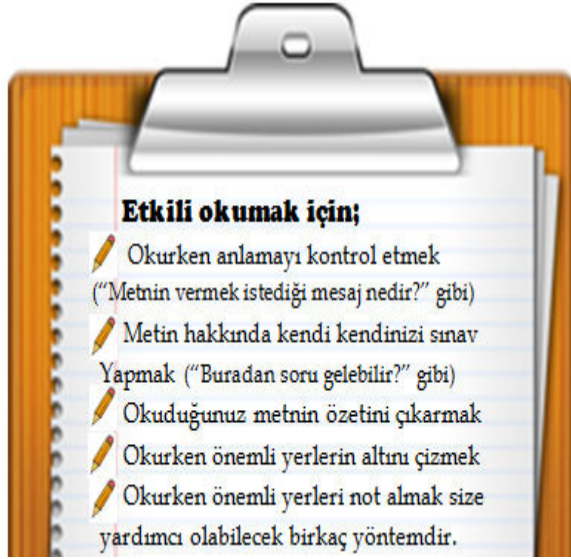 Etkili okumak için;
Okurken anlamayı kontrol etmek
("Metnin vermek istediği mesaj nedir?" gibi)
Metin hakkında kendi kendinizi sınav
Yapmak ("Buradan soru gelebilir?" gibi)
Okuduğunuz metnin özetini çıkarmak
Okurken önemli yerlerin altını çizmek
Okurken önemli yerleri not almak size
yardımcı olabilecek birkaç yöntemdir.